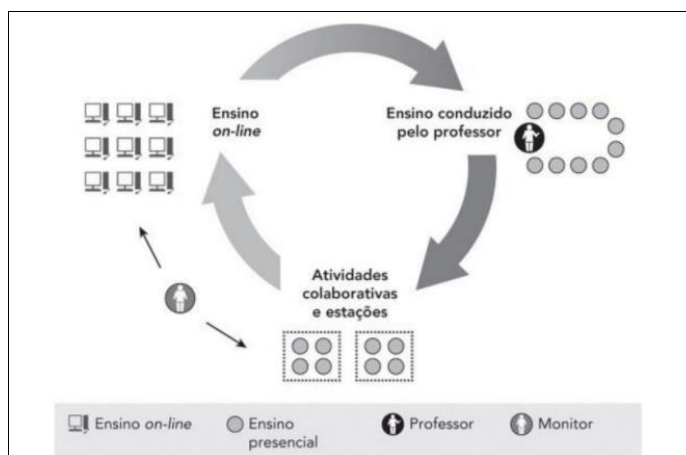 Ensino
on-line
Ensino conduzido
pelo professor
Atividades
colaborativas
e estações
Ensino on-line
Ensino
presencial
Professor
Monitor